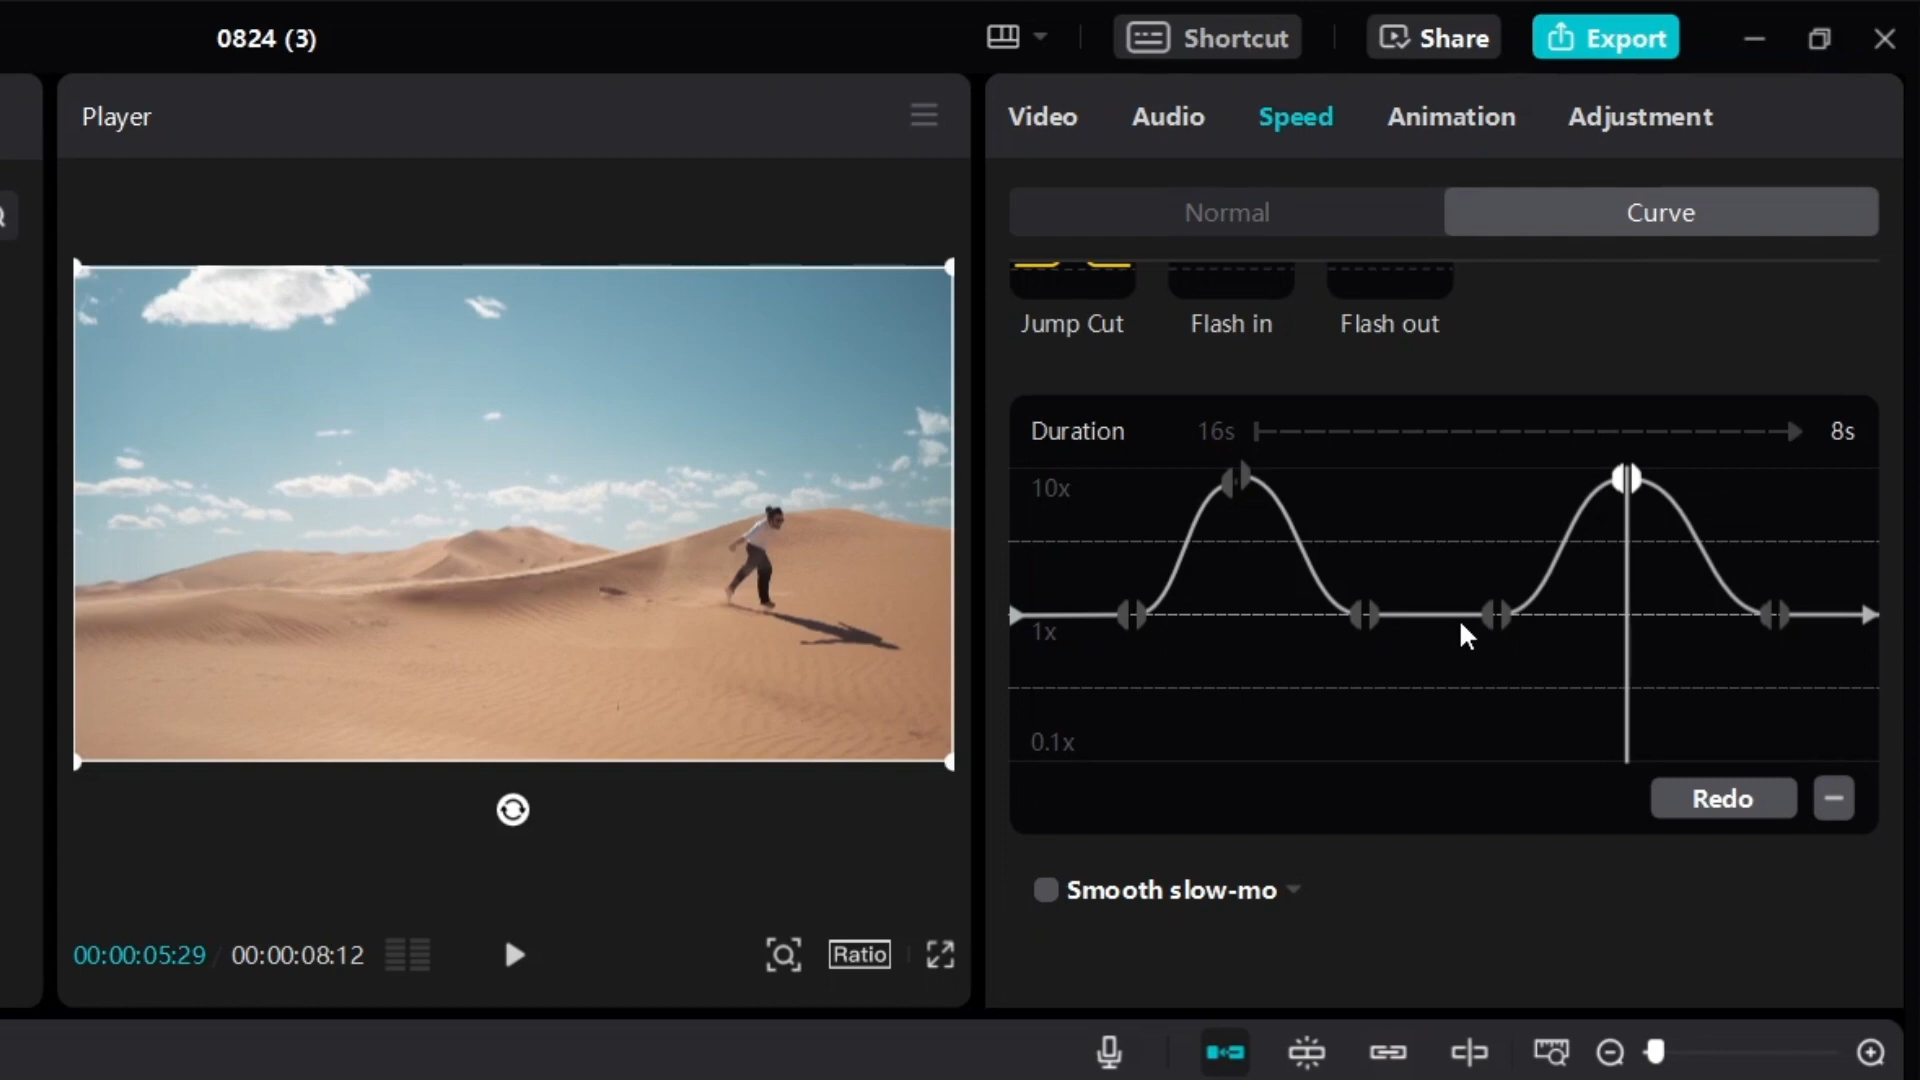 0824 (3)
Shortcut
Share
Export
Player
Video
Audio
Speed
Animation
Adjustment
Normal
Curve
Jump Cut
Flash in
Flash out
Duration
16s
8s
10x
1x
0.1x
Redo
Smooth slow-mo
00:00:05:29 / 00:00:08:12
Ratio